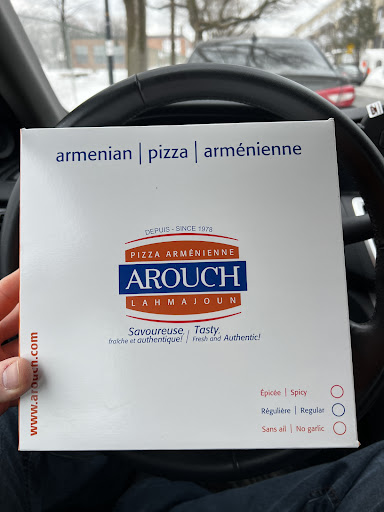 armenian | pizza | arménienne
DEPUIS - SINCE 1978
PIZZA ARMÉNIENNE
AROUCH
LAHMAJOUN
Savoureuse, | Tasty,
fraîche et authentique! | Fresh and Authentic!
www.arouch.com
Épicée | Spicy
Régulière | Regular
Sans ail | No garlic